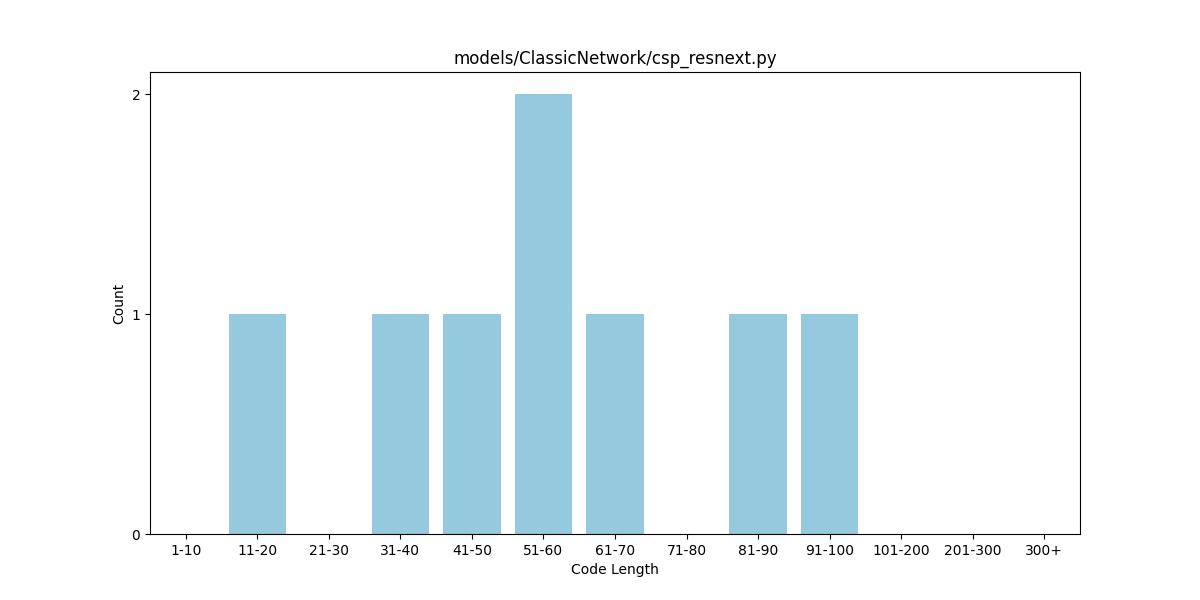 models/ClassicNetwork/csp_resnext.py
2
1
0
Count
1-10 11-20 21-30 31-40 41-50 51-60 61-70 71-80 81-90 91-100 101-200 201-300 300+
Code Length